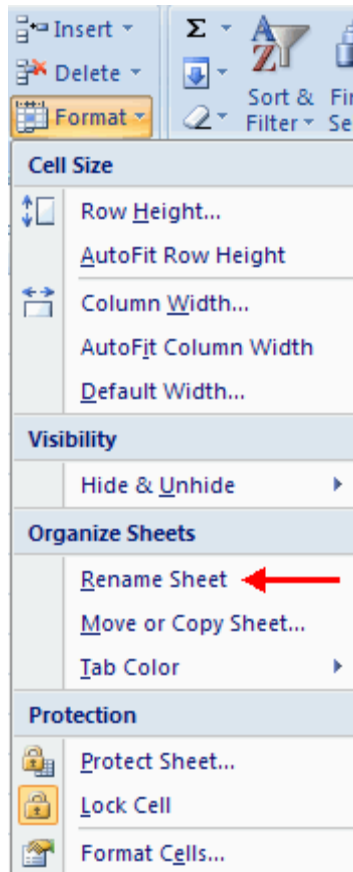 Insert
Σ
Delete
Format
A
Z
Sort &
Filter
Cell Size
Row Height...
AutoFit Row Height
Column Width...
AutoFit Column Width
Default Width...
Visibility
Hide & Unhide
Organize Sheets
Rename Sheet
Move or Copy Sheet...
Tab Color
Protection
Protect Sheet...
Lock Cell
Format Cells...